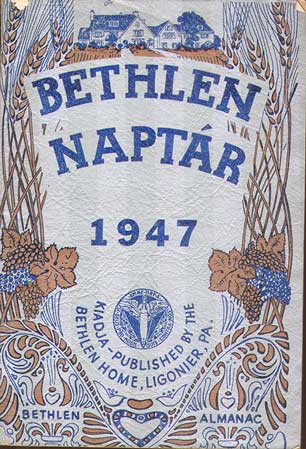 BETHLEN
NAPTÁR
1947
KIADJA - PUBLISHED BY THE
BETHLEN HOME, LIGONIER, PA.
BETHLEN ALMANAC